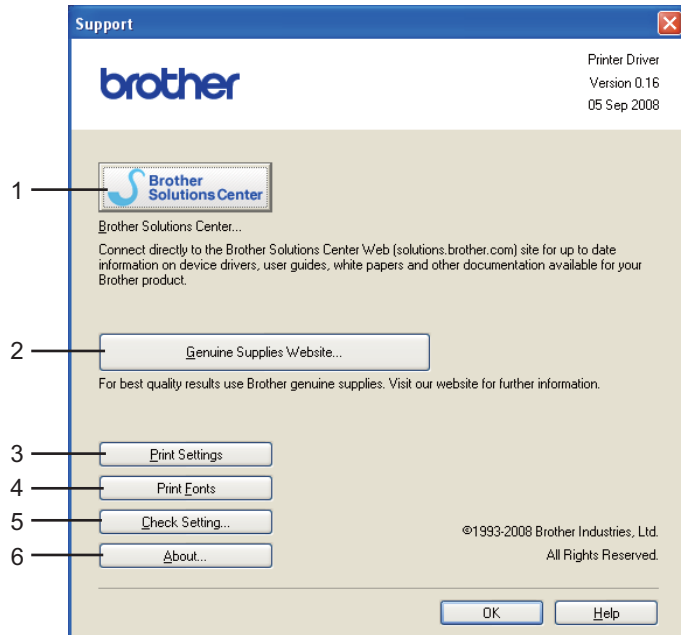 Support
brother
Printer Driver
Version 0.16
05 Sep 2008
1
Brother
Solutions Center
Brother Solutions Center...
Connect directly to the Brother Solutions Center Web (solutions.brother.com) site for up to date
information on device drivers, user guides, white papers and other documentation available for your
Brother product.
2
Genuine Supplies Website...
For best quality results use Brother genuine supplies. Visit our website for further information.
3
Print Settings
4
Print Fonts
5
Check Setting...
6
About...
©1993-2008 Brother Industries, Ltd.
All Rights Reserved.
OK
Help